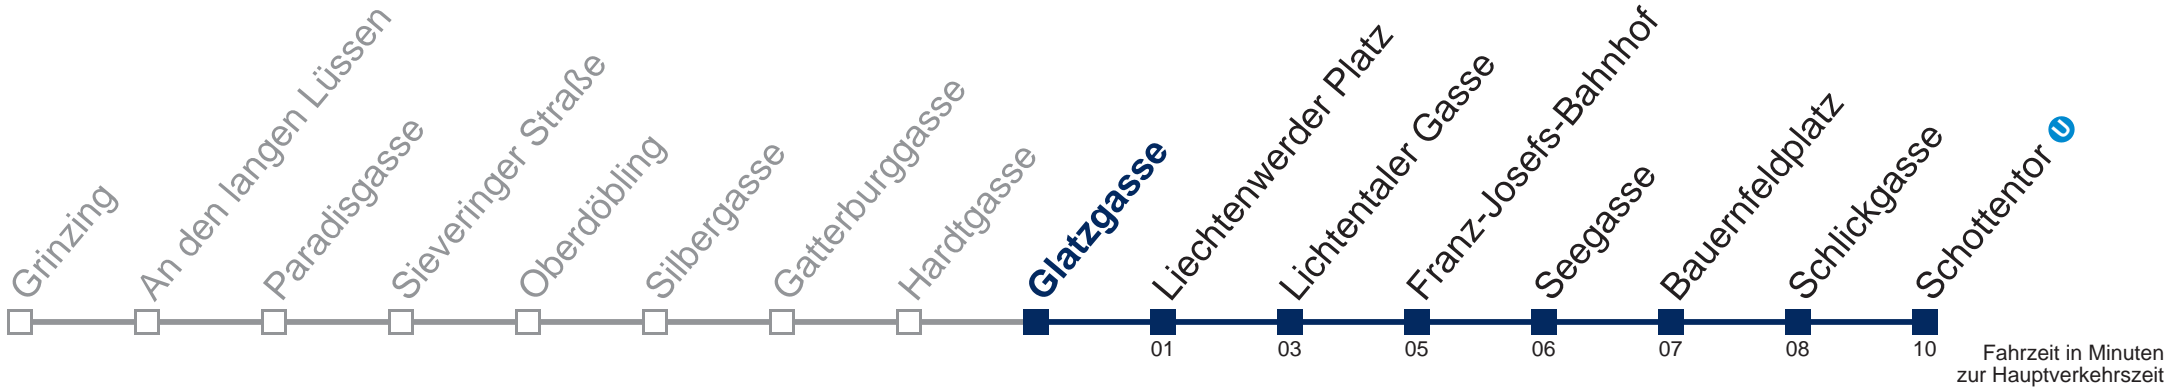 Grinzing
An den langen Lüssen
Paradisgasse
Sieveringer Straße
Oberdöbling
Silbergasse
Gatterburggasse
Hardtgasse
Glatzgasse
Liechtenwerder Platz
Lichtentaler Gasse
Franz-Josefs-Bahnhof
Seegasse
Bauernfeldplatz
Schlickgasse
Schottentor U
01 03 05 06 07 08 10
Fahrzeit in Minuten
zur Hauptverkehrszeit